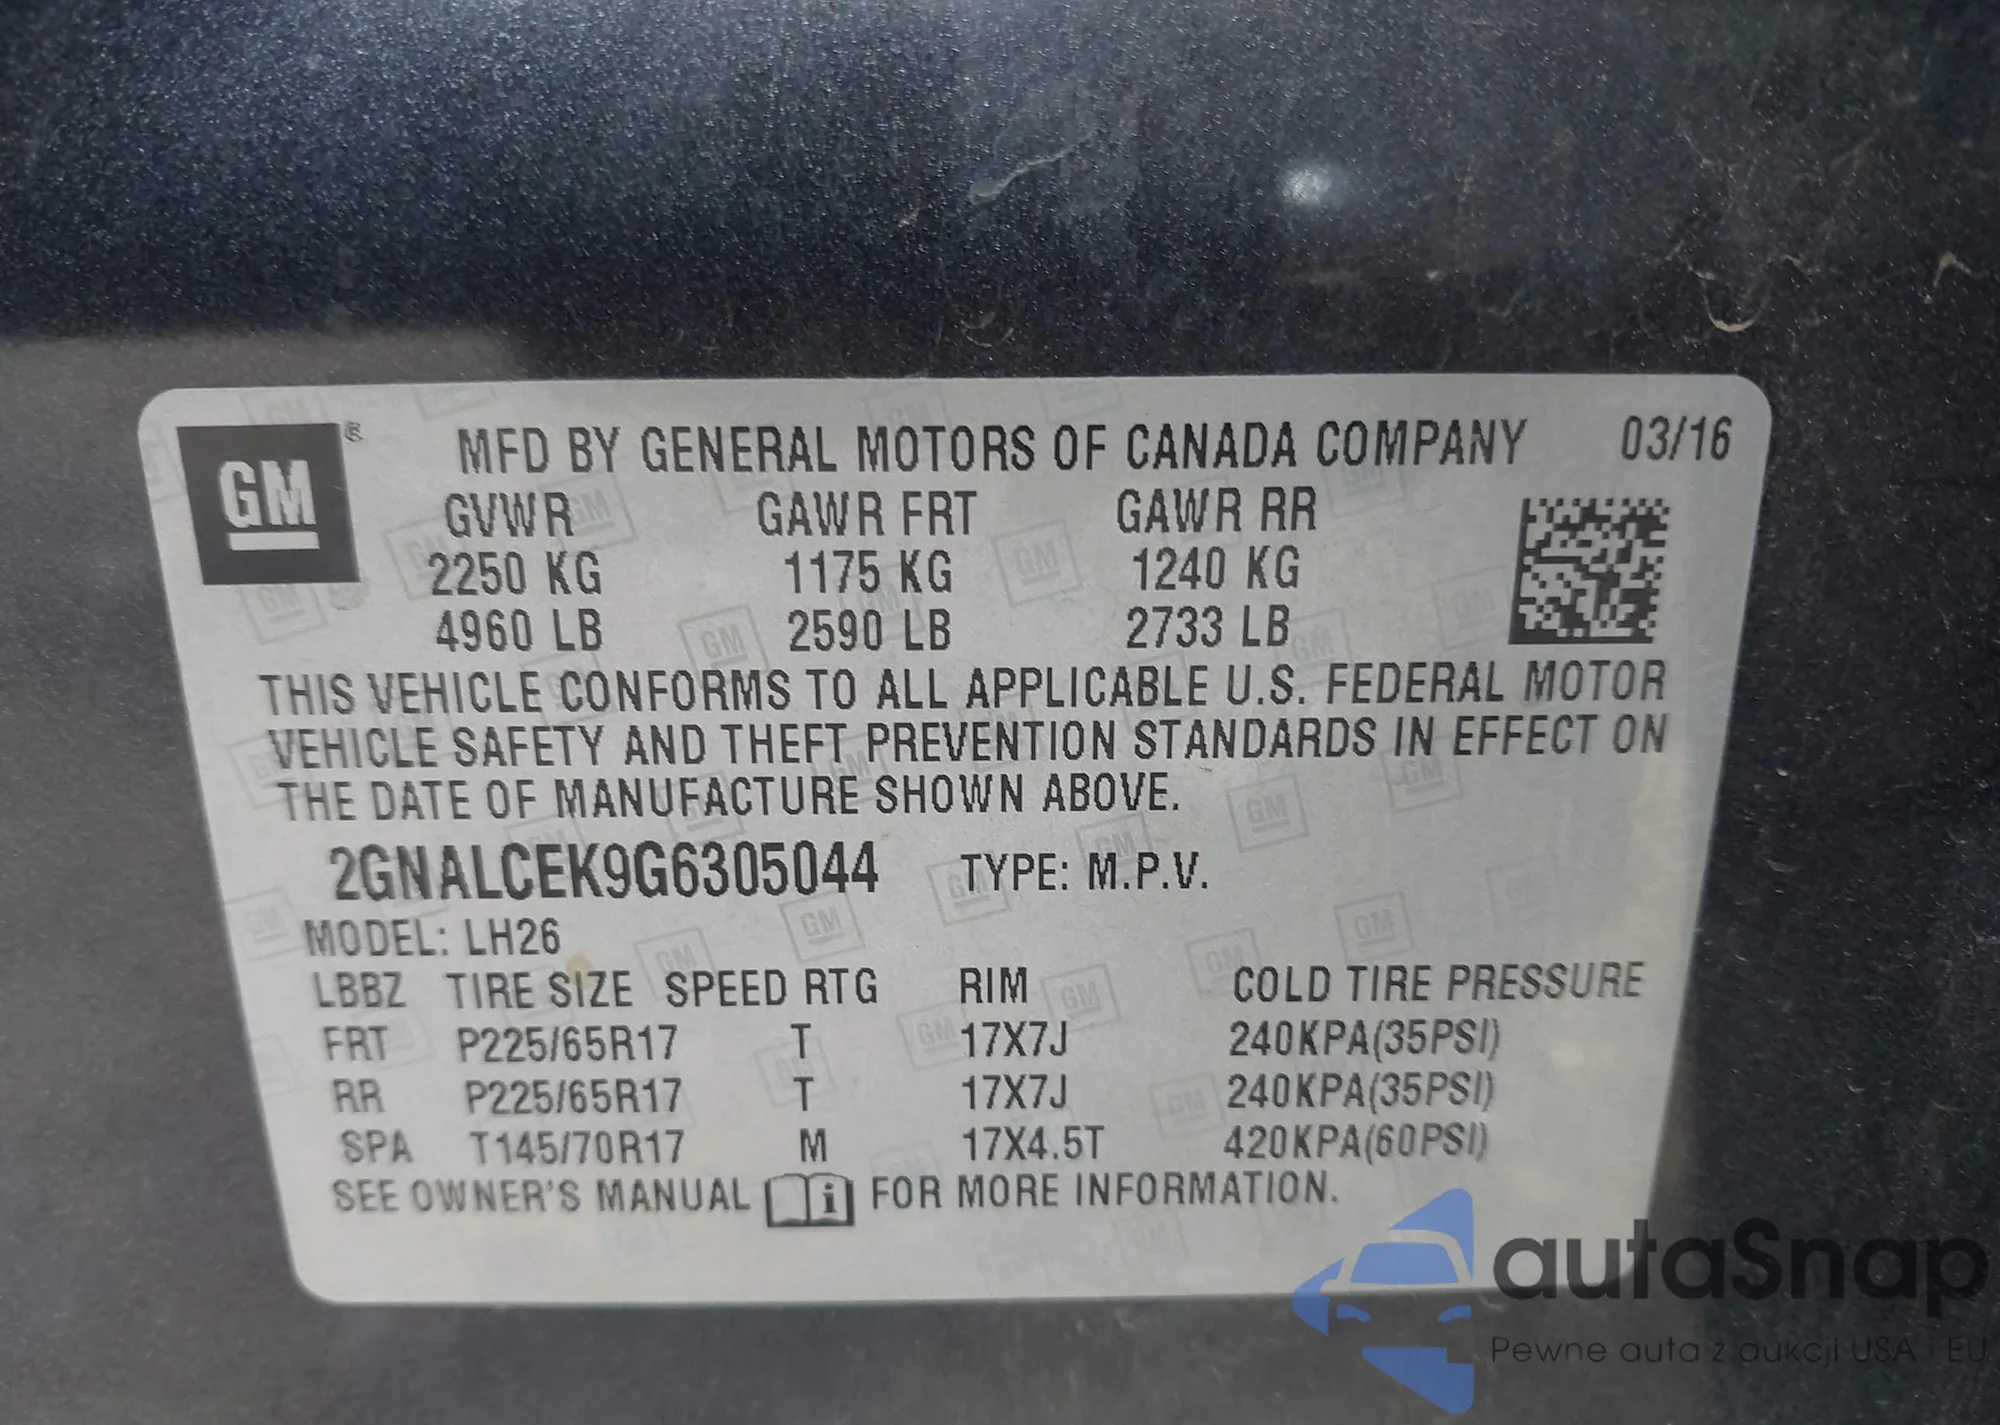 GM ®
MFD BY GENERAL MOTORS OF CANADA COMPANY 03/16
GVWR GAWR FRT GAWR RR
2250 KG 1175 KG 1240 KG
4960 LB 2590 LB 2733 LB
THIS VEHICLE CONFORMS TO ALL APPLICABLE U.S. FEDERAL MOTOR
VEHICLE SAFETY AND THEFT PREVENTION STANDARDS IN EFFECT ON
THE DATE OF MANUFACTURE SHOWN ABOVE.
2GNALCEK9G6305044 TYPE: M.P.V.
MODEL: LH26
LBBZ TIRE SIZE SPEED RTG RIM COLD TIRE PRESSURE
FRT P225/65R17 T 17X7J 240KPA(35PSI)
RR P225/65R17 T 17X7J 240KPA(35PSI)
SPA T145/70R17 M 17X4.5T 420KPA(60PSI)
SEE OWNER'S MANUAL i FOR MORE INFORMATION.
autaSnap
Pewne auta z aukcji USA i EU